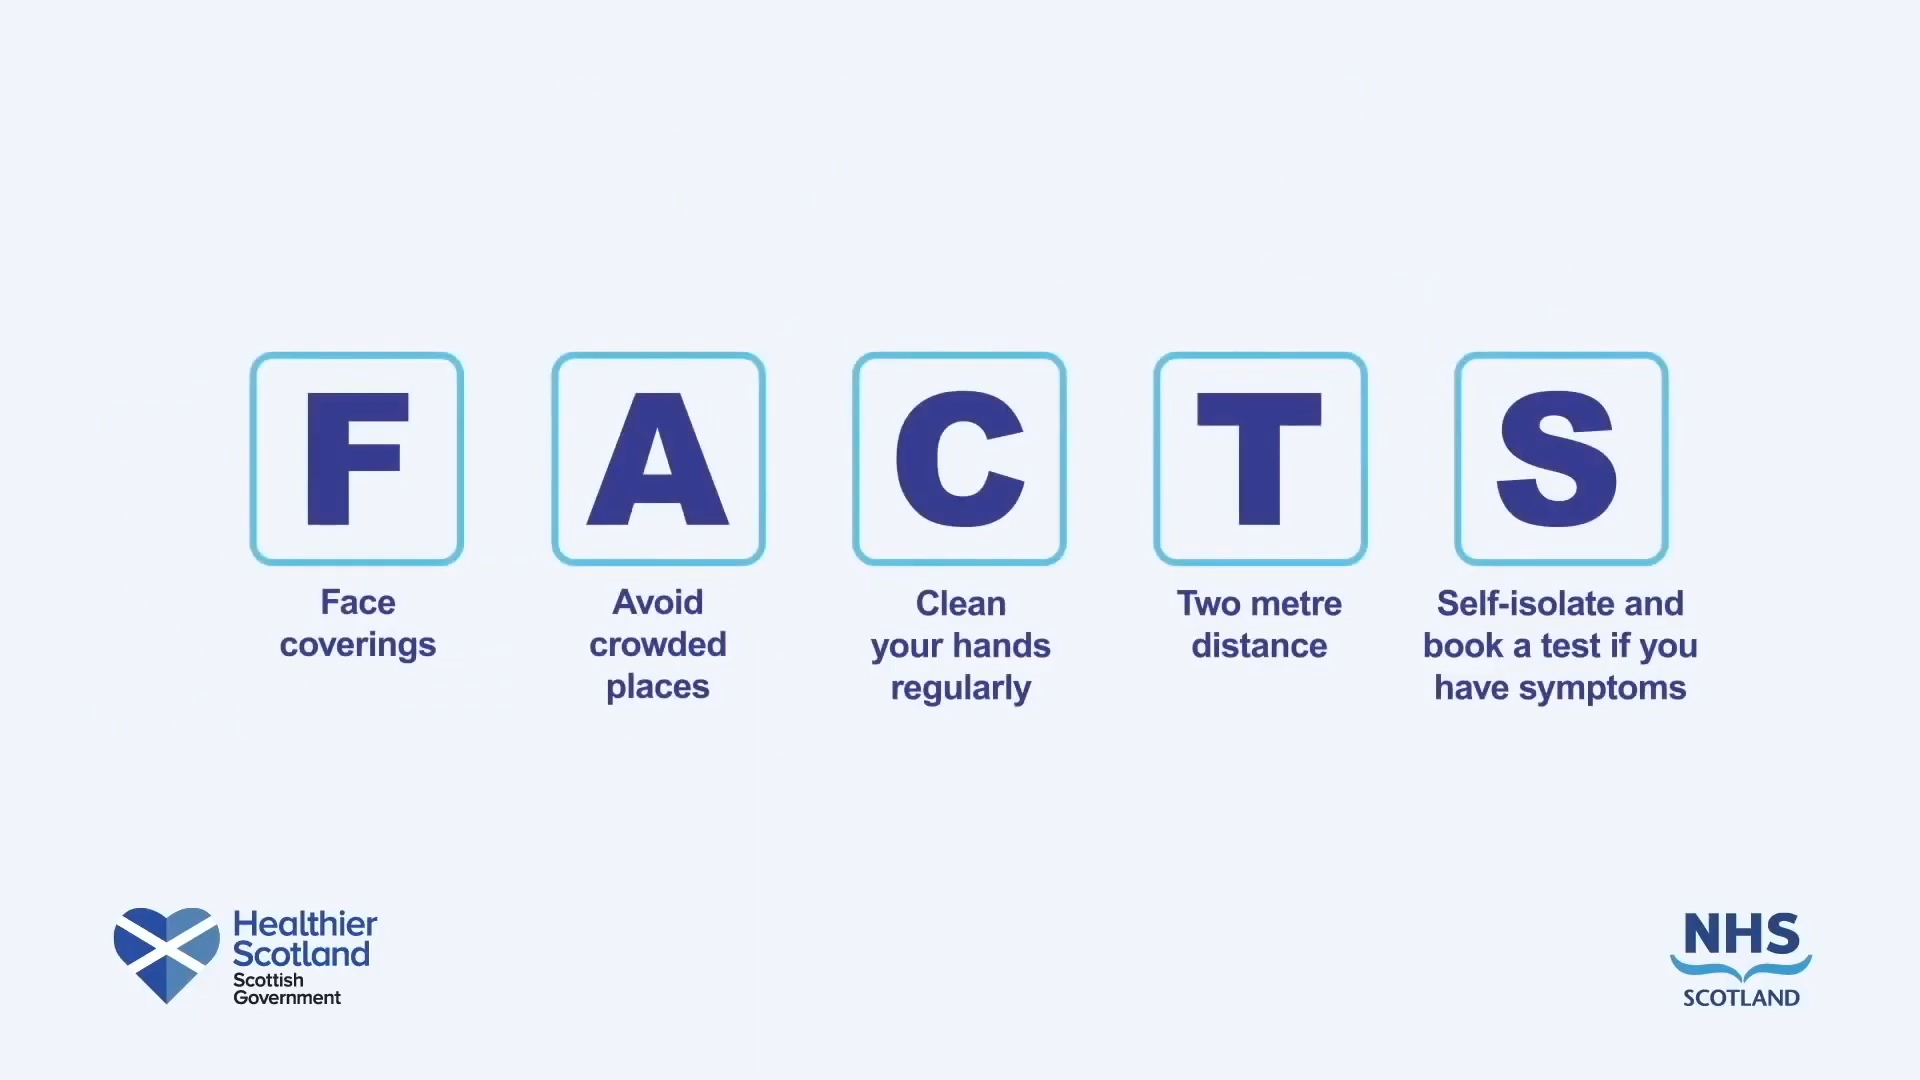 F A C T S
Face
coverings
Avoid
crowded
places
Clean
your hands
regularly
Two metre
distance
Self-isolate and
book a test if you
have symptoms
Healthier
Scotland
Scottish
Government
NHS
SCOTLAND